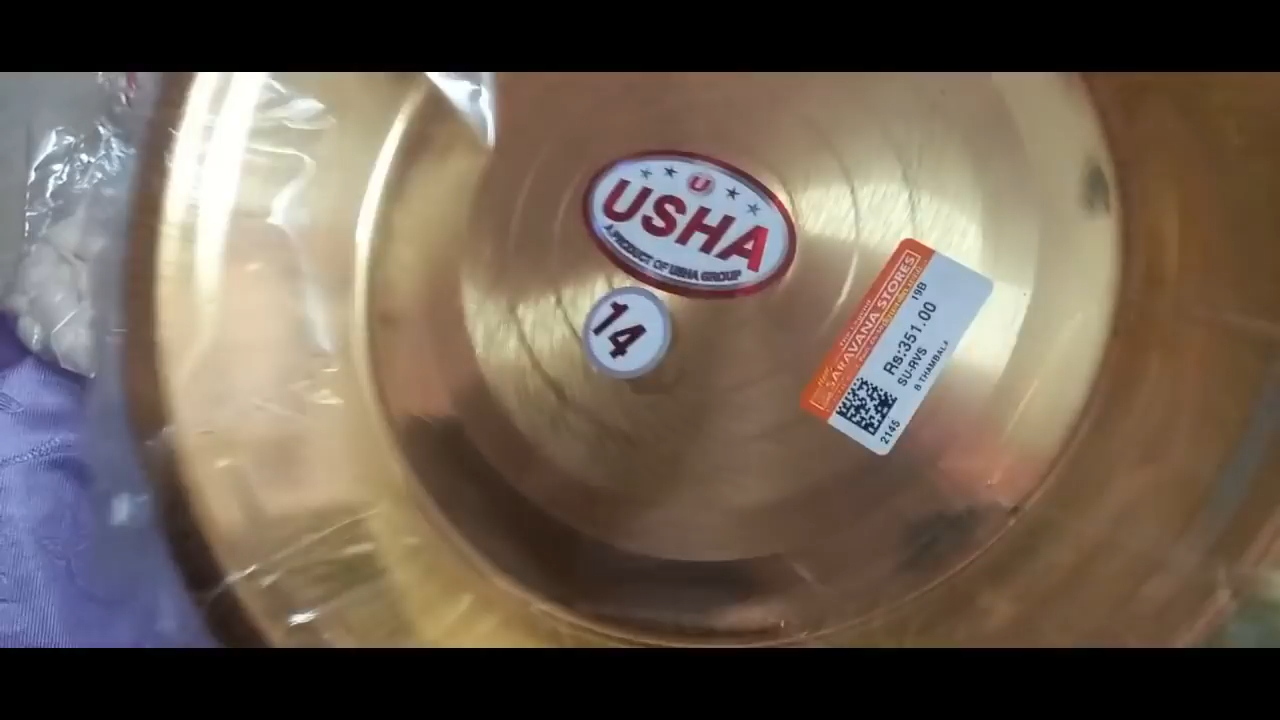 U
USHA
A PRODUCT OF USHA GROUP
14
SARAVANA STORES
19B
Rs:351.00
SU-RVS
B THAMBALA
2145